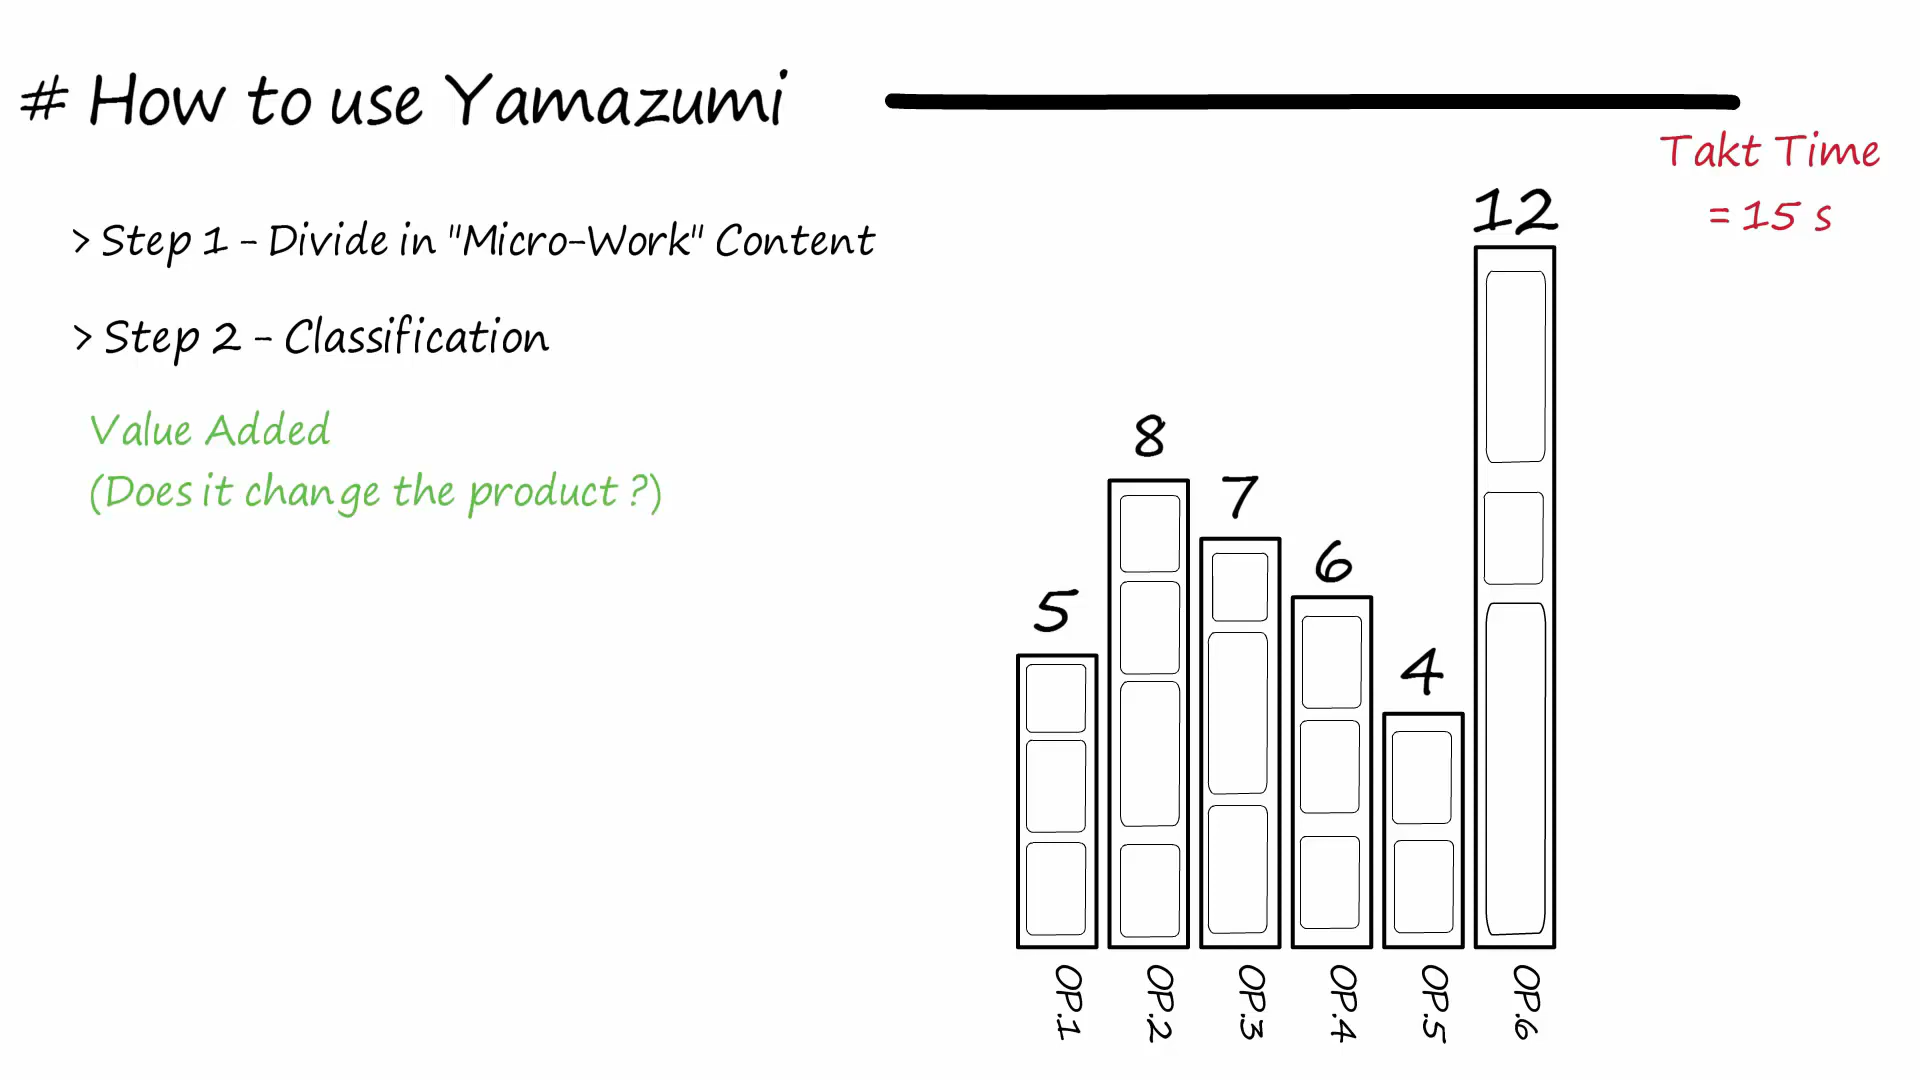 # How to use Yamazumi
Takt Time
= 15 s
> Step 1 - Divide in "Micro-Work" Content
> Step 2 - Classification
Value Added
(Does it change the product ?)
5
8
7
6
4
12
OP.1
OP.2
OP.3
OP.4
OP.5
OP.6